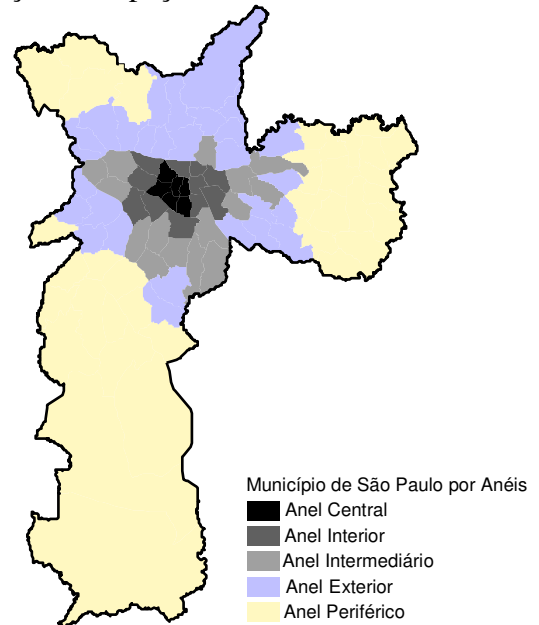 Município de São Paulo por Anéis
Anel Central
Anel Interior
Anel Intermediário
Anel Exterior
Anel Periférico